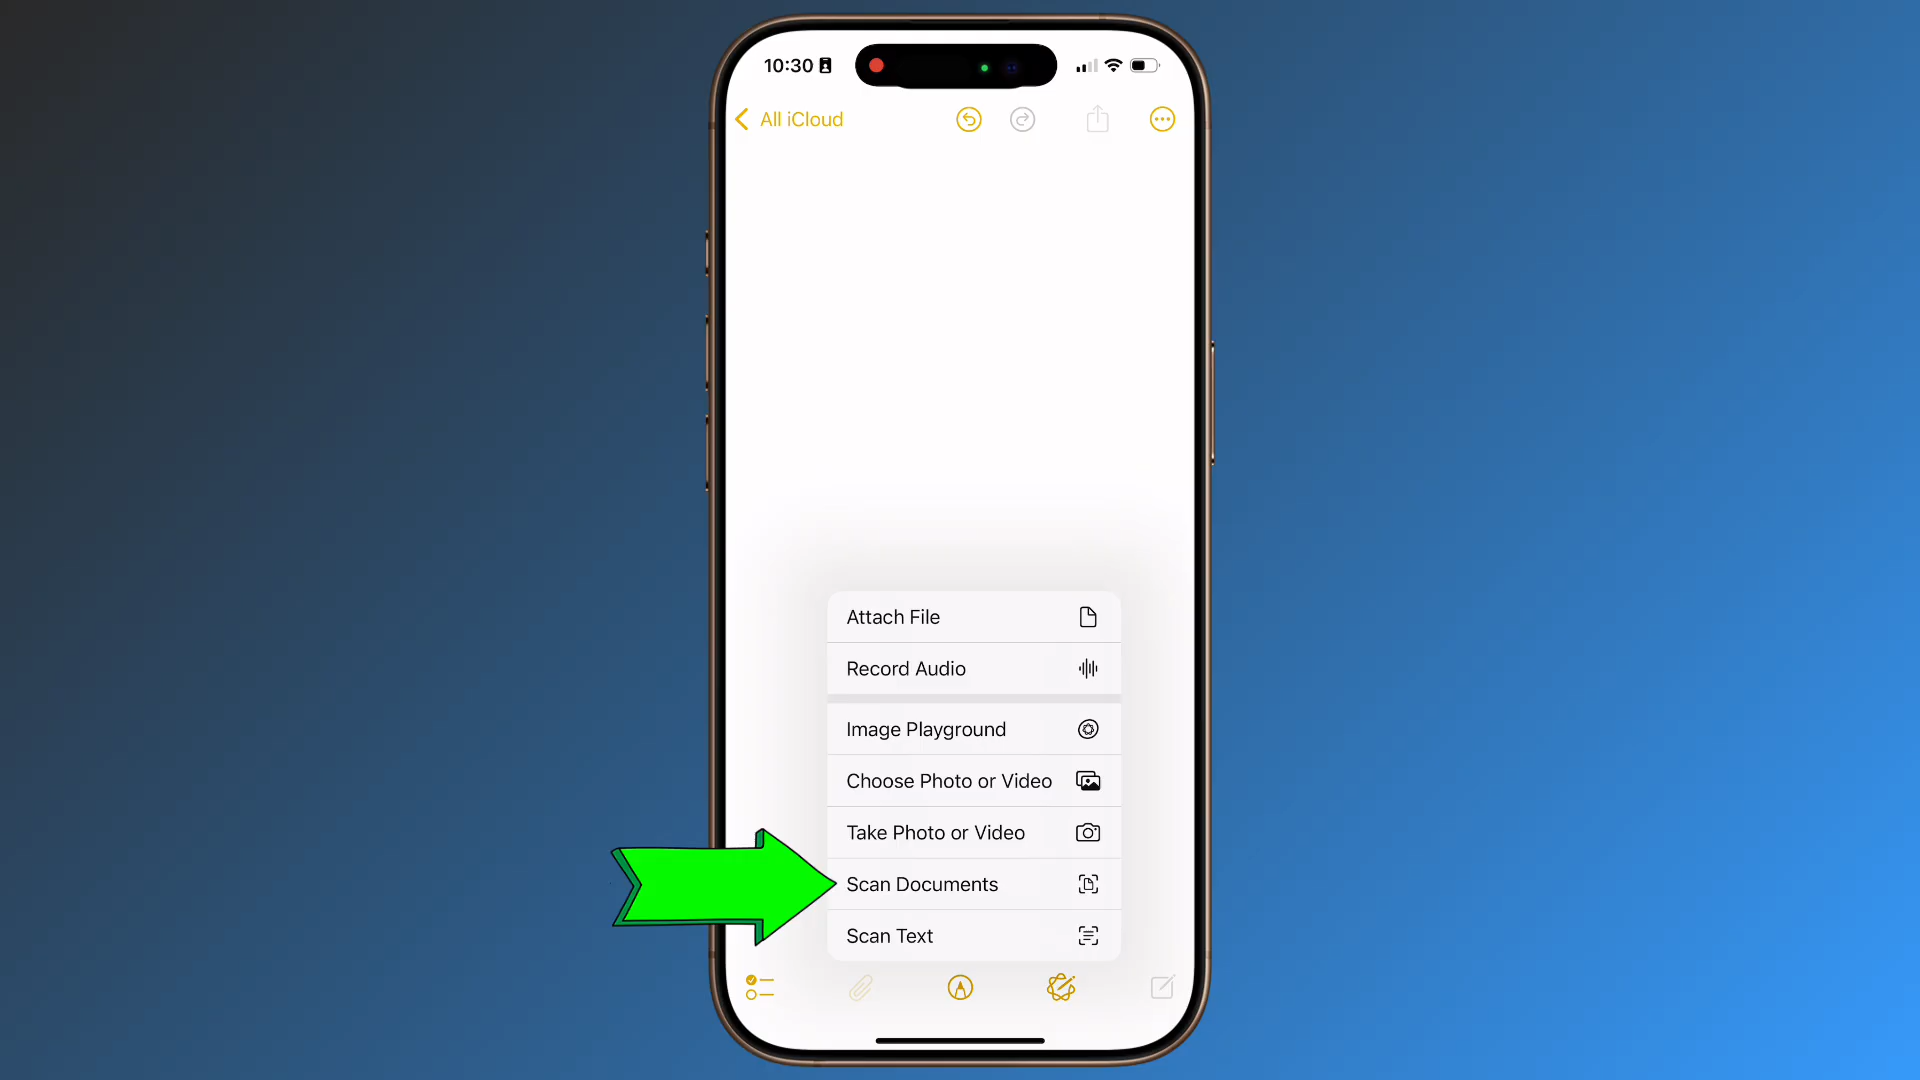 10:30
All iCloud
Attach File
Record Audio
Image Playground
Choose Photo or Video
Take Photo or Video
Scan Documents
Scan Text